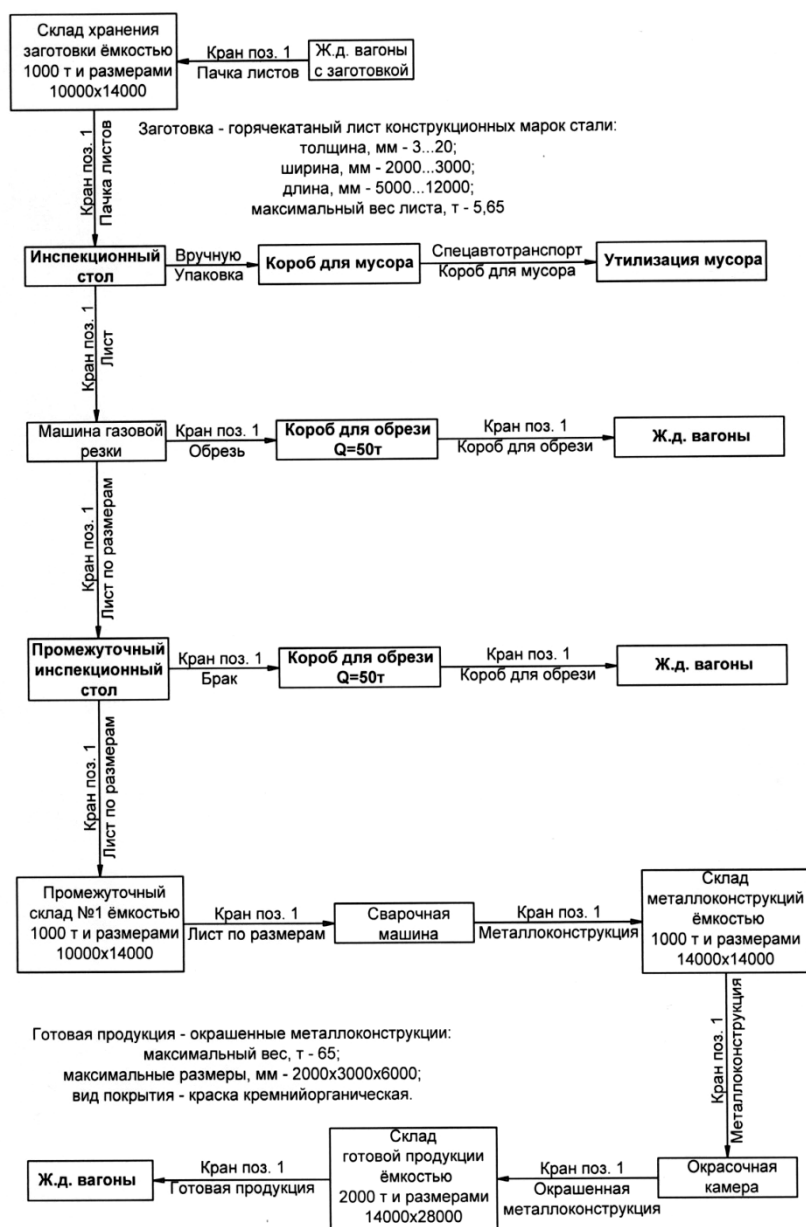 Склад хранения
заготовки ёмкостью
1000 т и размерами
10000х14000
Кран поз. 1
Пачка листов
Ж.д. вагоны
с заготовкой
Кран поз. 1
Пачка листов
Заготовка - горячекатаный лист конструкционных марок стали:
толщина, мм - 3...20;
ширина, мм - 2000...3000;
длина, мм - 5000...12000;
максимальный вес листа, т - 5,65
Инспекционный
стол
Вручную
Упаковка
Короб для мусора
Спецавтотранспорт
Короб для мусора
Утилизация мусора
Кран поз. 1
Лист
Машина газовой
резки
Кран поз. 1
Обрезь
Короб для обрези
Q=50т
Кран поз. 1
Короб для обрези
Ж.д. вагоны
Кран поз. 1
Лист по размерам
Промежуточный
инспекционный
стол
Кран поз. 1
Брак
Короб для обрези
Q=50т
Кран поз. 1
Короб для обрези
Ж.д. вагоны
Кран поз. 1
Лист по размерам
Промежуточный
склад №1 ёмкостью
1000 т и размерами
10000х14000
Кран поз. 1
Лист по размерам
Сварочная
машина
Кран поз. 1
Металлоконструкция
Склад
металлоконструкций
ёмкостью
1000 т и размерами
14000х14000
Кран поз. 1
Металлоконструкция
Готовая продукция - окрашенные металлоконструкции:
максимальный вес, т - 65;
максимальные размеры, мм - 2000х3000х6000;
вид покрытия - краска кремнийорганическая.
Ж.д. вагоны
Кран поз. 1
Готовая продукция
Склад
готовой продукции
ёмкостью
2000 т и размерами
14000х28000
Кран поз. 1
Окрашенная
металлоконструкция
Окрасочная
камера